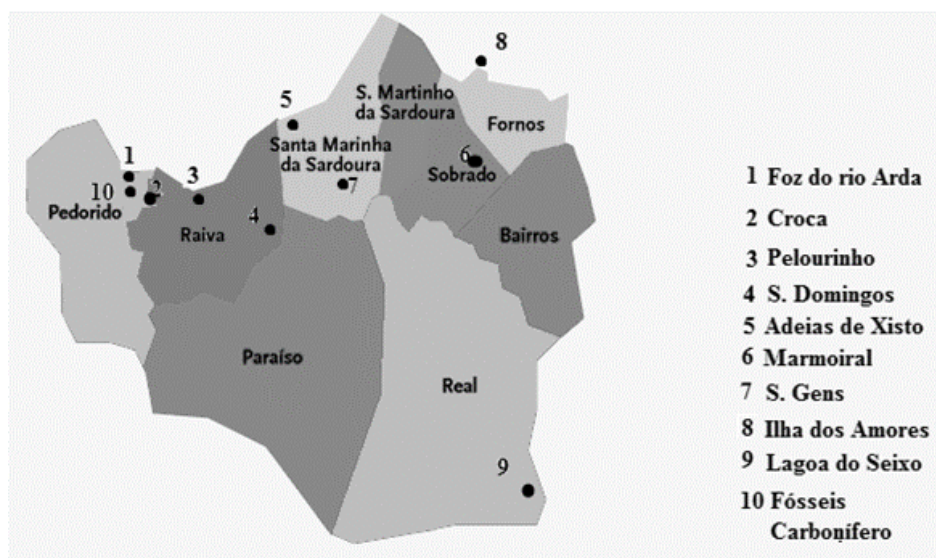 8
5
S. Martinho
da Sardoura
Fornos
Santa Marinha
da Sardoura
1
10
2
3
6
Sobrado
7
Pedorido
4
Raiva
Bairros
Paraíso
Real
9
1 Foz do rio Arda
2 Croca
3 Pelourinho
4 S. Domingos
5 Adeias de Xisto
6 Marmoiral
7 S. Gens
8 Ilha dos Amores
9 Lagoa do Seixo
10 Fósseis
Carbonífero